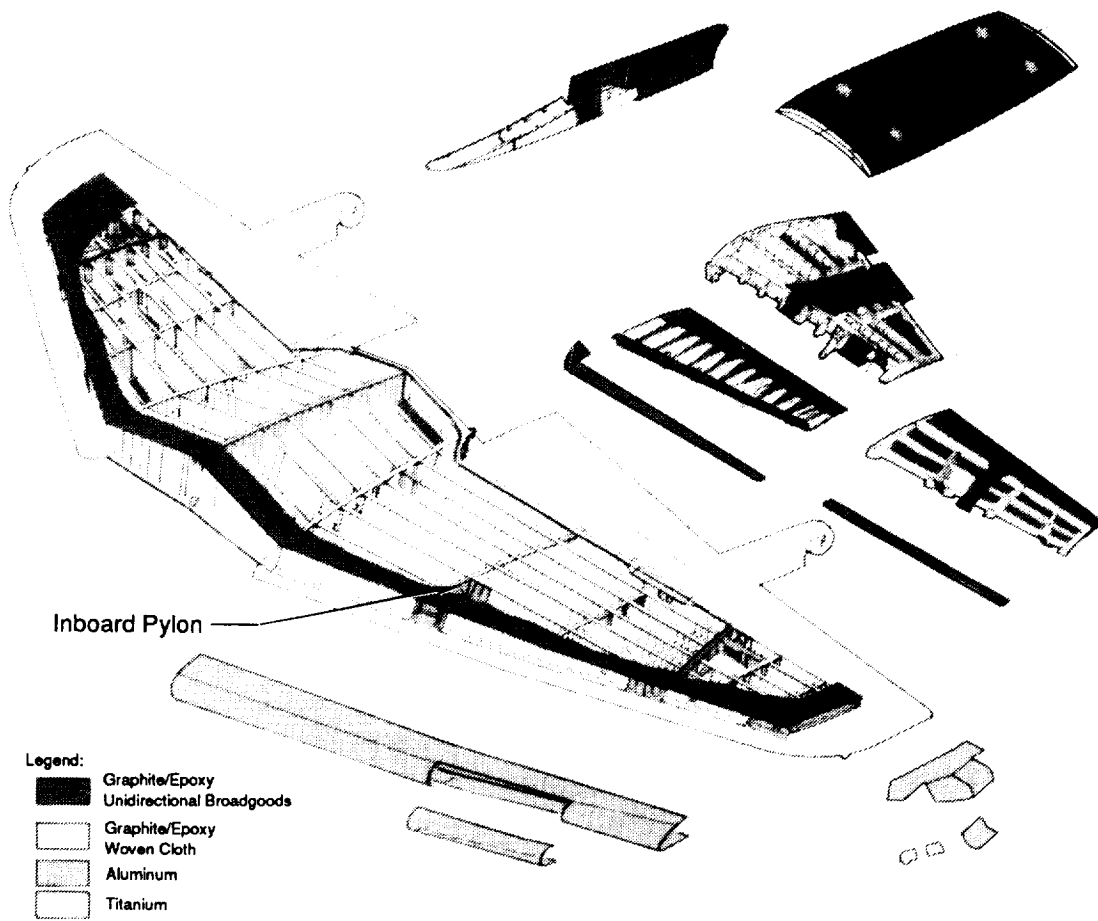 Inboard Pylon
Legend:
Graphite/Epoxy
Unidirectional Broadgoods
Graphite/Epoxy
Woven Cloth
Aluminum
Titanium